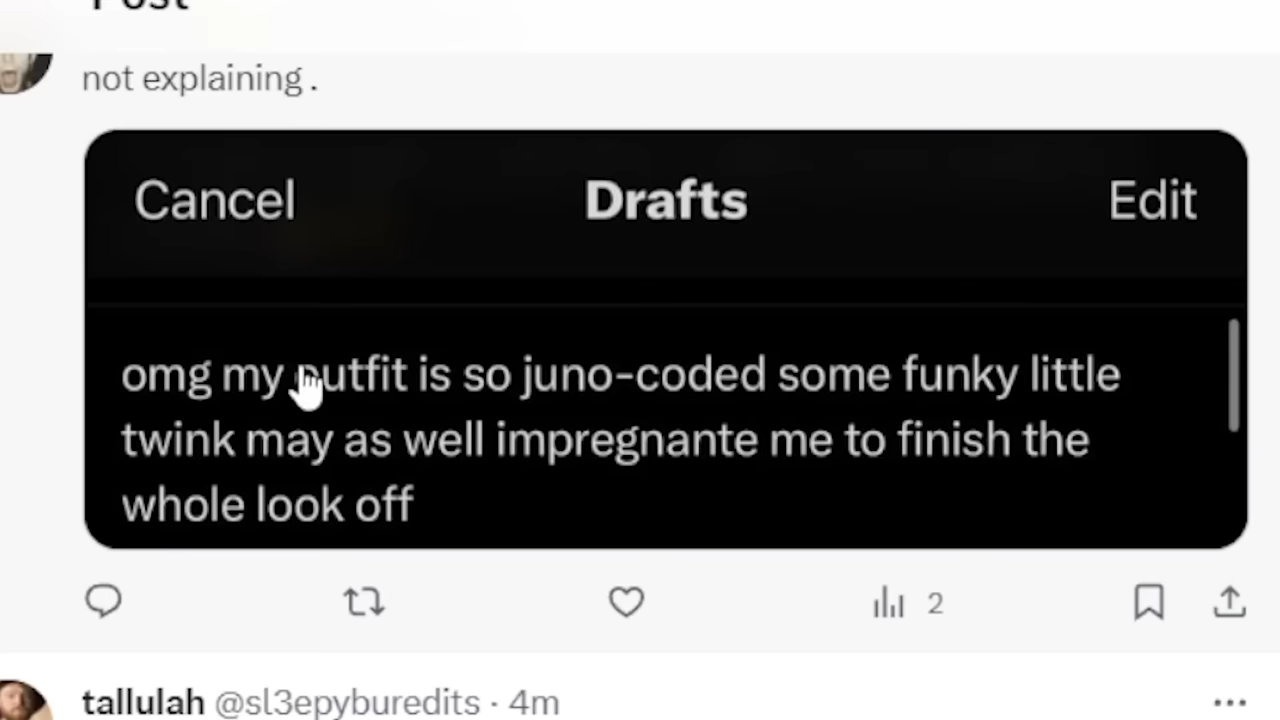 Post
not explaining .
Cancel Drafts Edit
omg my outfit is so juno-coded some funky little
twink may as well impregnante me to finish the
whole look off
2
tallulah @sl3epyburedits · 4m